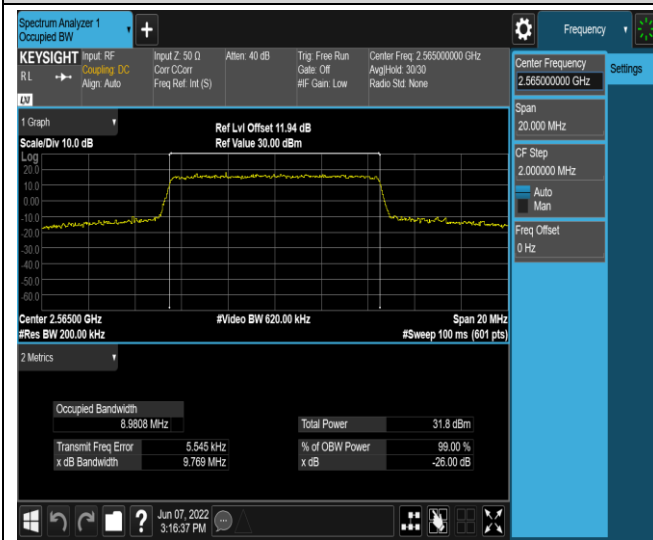 Spectrum Analyzer 1
Occupied BW
+
Frequency
KEYSIGHT
RL
LXI
Input: RF
Coupling: DC
Align: Auto
Input Z: 50 Ω
Corr CCorr
Freq Ref: Int (S)
Atten: 40 dB
Trig: Free Run
Gate: Off
#IF Gain: Low
Center Freq: 2.565000000 GHz
Avg|Hold: 30/30
Radio Std: None
Center Frequency
2.565000000 GHz
Settings
Span
20.000 MHz
CF Step
2.000000 MHz
Auto
Man
Freq Offset
0 Hz
1 Graph
Scale/Div 10.0 dB
Ref Lvl Offset 11.94 dB
Ref Value 30.00 dBm
Log
20.0
10.0
0.00
-10.0
-20.0
-30.0
-40.0
-50.0
-60.0
Center 2.56500 GHz
#Video BW 620.00 kHz
Span 20 MHz
#Res BW 200.00 kHz
#Sweep 100 ms (601 pts)
2 Metrics
Occupied Bandwidth
8.9808 MHz
Total Power 31.8 dBm
Transmit Freq Error 5.545 kHz
% of OBW Power 99.00 %
x dB Bandwidth 9.769 MHz
x dB -26.00 dB
?
Jun 07, 2022
3:16:37 PM